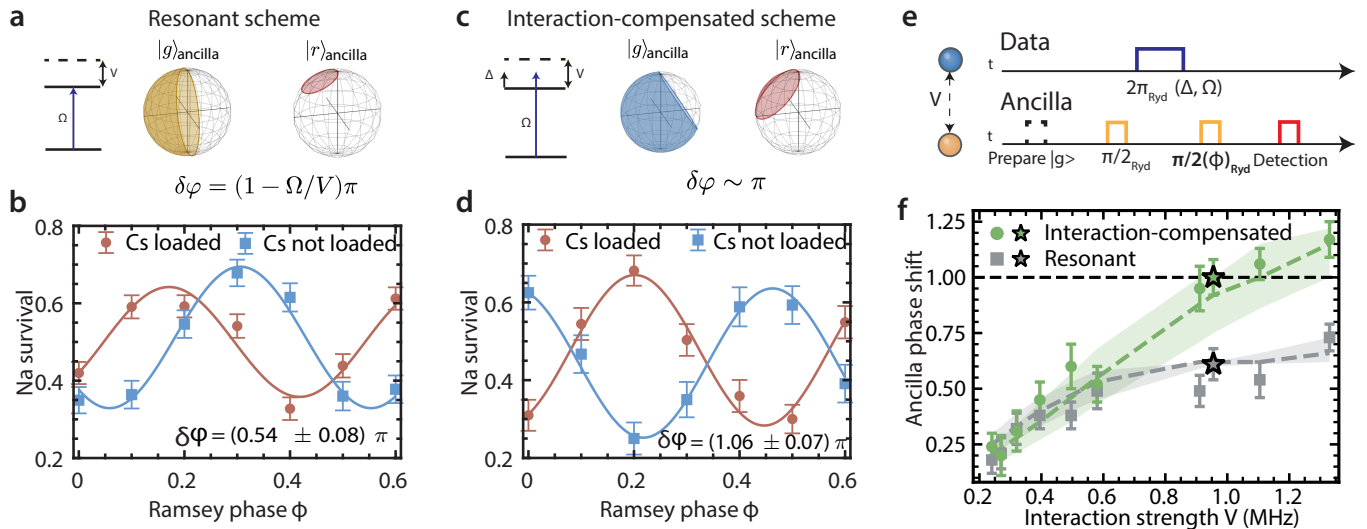 a
Resonant scheme
|g⟩ancilla
|r⟩ancilla
V
Ω
δφ = (1 − Ω/V)π
b
Cs loaded
Cs not loaded
Na survival
0.8
0.6
0.4
0.2
δφ = (0.54 ± 0.08) π
0 0.2 0.4 0.6
Ramsey phase ϕ
c
Interaction-compensated scheme
|g⟩ancilla
|r⟩ancilla
Δ
V
Ω
δφ ∼ π
d
Cs loaded
Cs not loaded
Na survival
0.8
0.6
0.4
0.2
δφ = (1.06 ± 0.07) π
0 0.2 0.4 0.6
Ramsey phase ϕ
e
Data
t
2πRyd (Δ, Ω)
V
Ancilla
t
Prepare |g>
π/2Ryd
π/2(ϕ)Ryd
Detection
f
Interaction-compensated
Resonant
Ancilla phase shift
1.25
1.00
0.75
0.50
0.25
0.2 0.4 0.6 0.8 1.0 1.2
Interaction strength V (MHz)